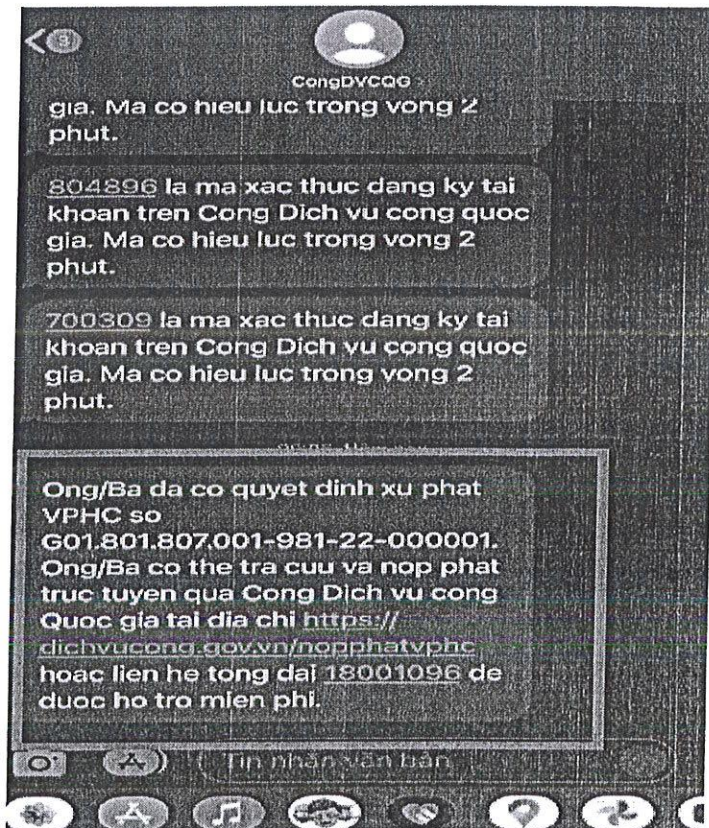 3
CongDVCQG >
gia. Ma co hieu luc trong vong 2
phut.
804896 la ma xac thuc dang ky tai
khoan tren Cong Dich vu cong quoc
gia. Ma co hieu luc trong vong 2
phut.
700309 la ma xac thuc dang ky tai
khoan tren Cong Dich vu cong quoc
gia. Ma co hieu luc trong vong 2
phut.
Ong/Ba da co quyet dinh xu phat
VPHC so
G01.801.807.001-981-22-000001.
Ong/Ba co the tra cuu va nop phat
truc tuyen qua Cong Dich vu cong
Quoc gia tai dia chi https://
dichvucong.gov.vn/nopphatvphc
hoac lien he tong dai 18001096 de
duoc ho tro mien phi.
Tin nhắn văn bản